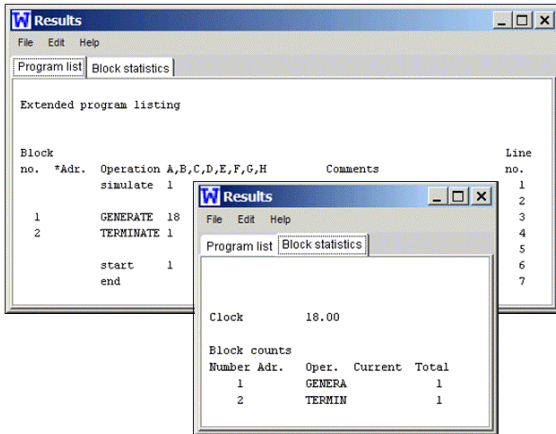 Results
File Edit Help
Program list Block statistics
Extended program listing
Block Line
no. *Adr. Operation A,B,C,D,E,F,G,H Comments no.
simulate 1 1
2
1 GENERATE 18 3
2 TERMINATE 1 4
5
start 1 6
end 7
Results
File Edit Help
Program list Block statistics
Clock 18.00
Block counts
Number Adr. Oper. Current Total
1 GENERA 1
2 TERMIN 1